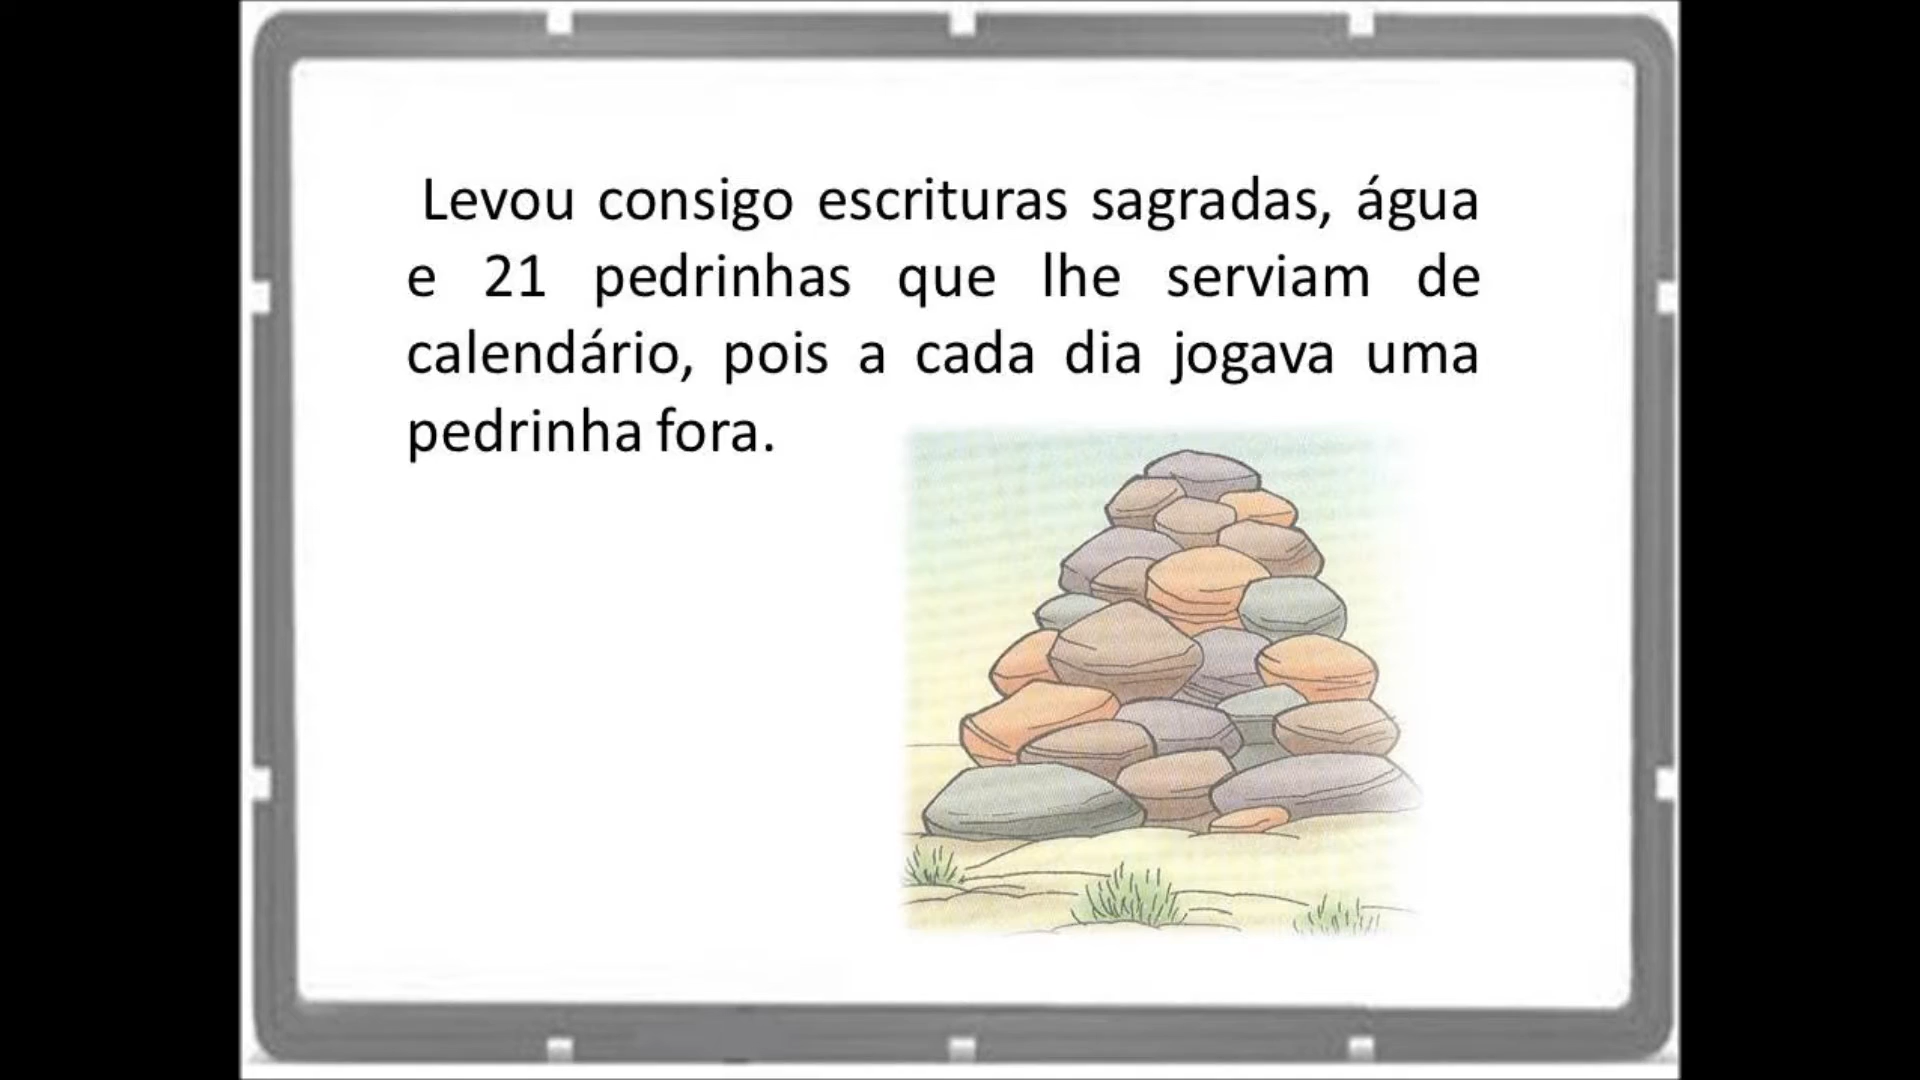 Levou consigo escrituras sagradas, água
e 21 pedrinhas que lhe serviam de
calendário, pois a cada dia jogava uma
pedrinha fora.